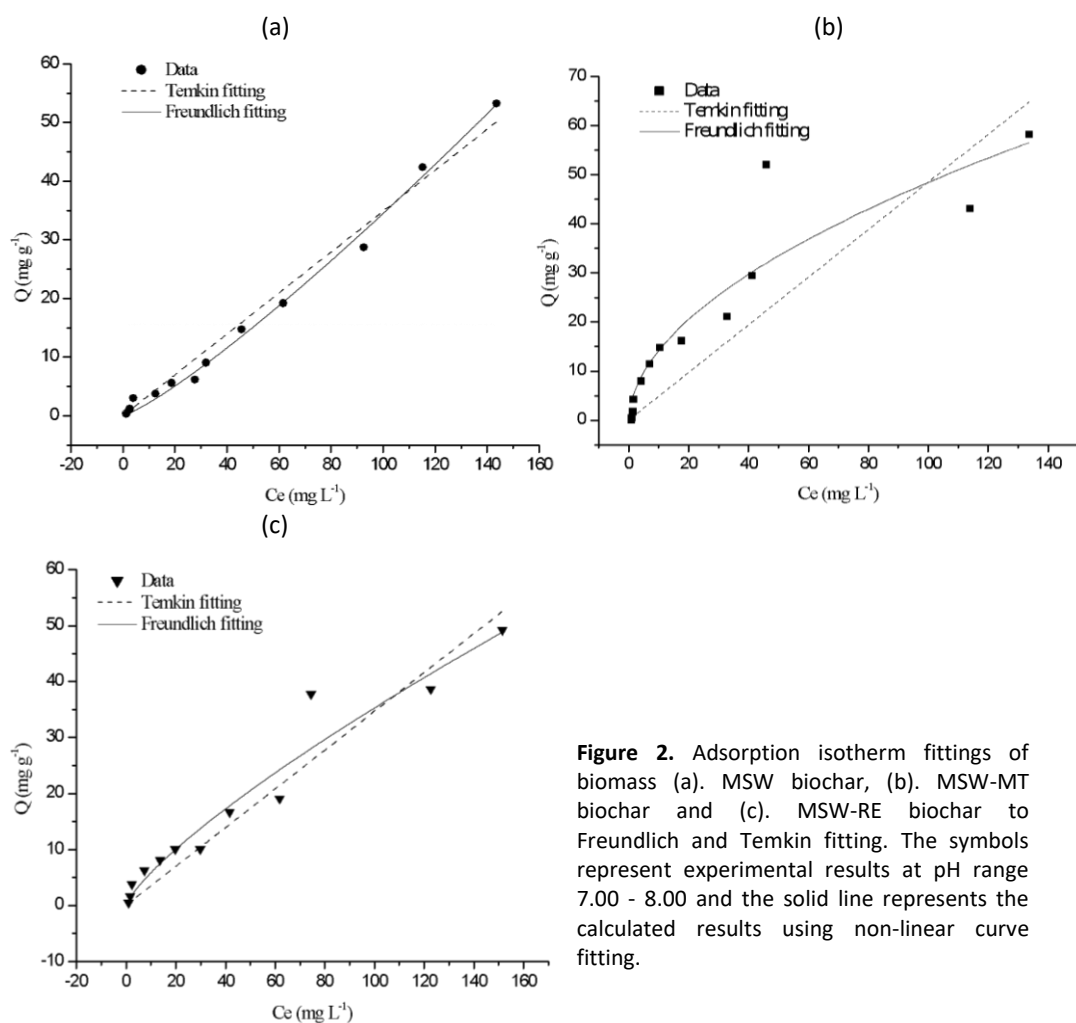 (a)
60
50
40
30
20
10
0
Q (mg g-1)
Data
Temkin fitting
Freundlich fitting
-20 0 20 40 60 80 100 120 140 160
Ce (mg L-1)
(b)
70
60
50
40
30
20
10
0
Q (mg g-1)
Data
Temkin fitting
Freundlich fitting
0 20 40 60 80 100 120 140
Ce (mg L-1)
(c)
60
50
40
30
20
10
0
-10
Q (mg g-1)
Data
Temkin fitting
Freundlich fitting
-20 0 20 40 60 80 100 120 140 160
Ce (mg L-1)
Figure 2. Adsorption isotherm fittings of
biomass (a). MSW biochar, (b). MSW-MT
biochar and (c). MSW-RE biochar to
Freundlich and Temkin fitting. The symbols
represent experimental results at pH range
7.00 - 8.00 and the solid line represents the
calculated results using non-linear curve
fitting.